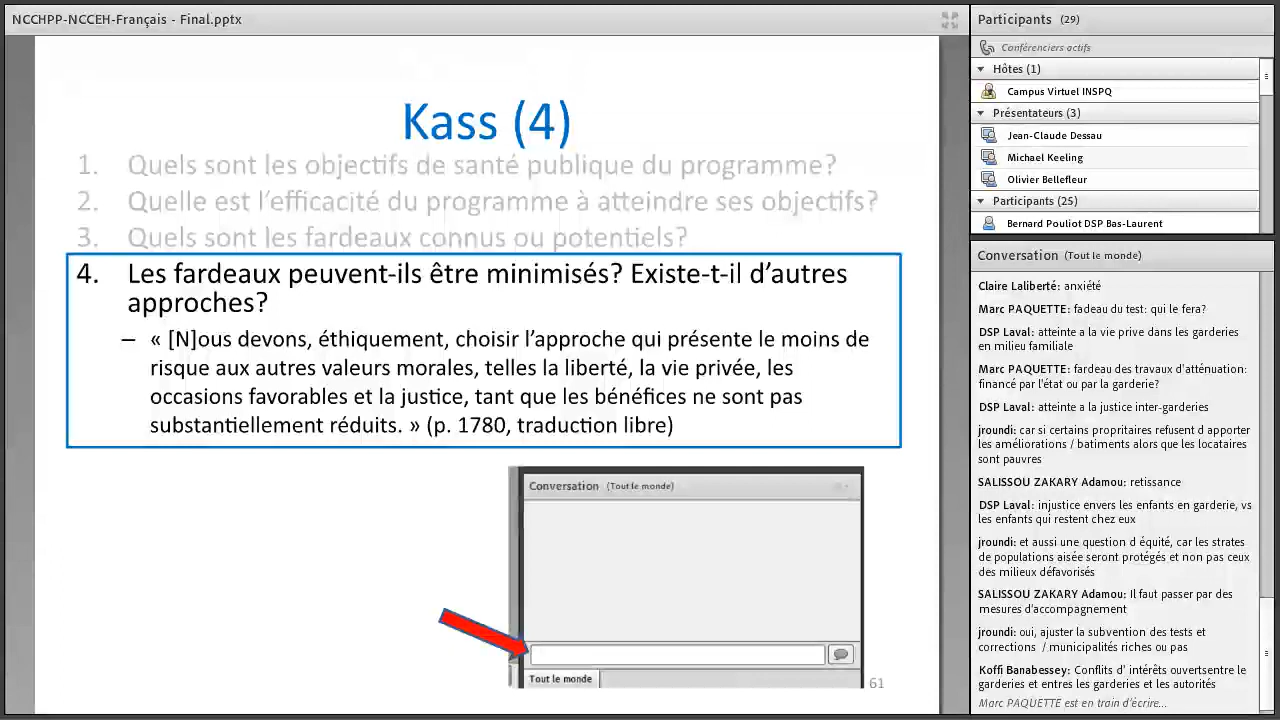 NCCHPP-NCCEH-Français - Final.pptx
Kass (4)
1. Quels sont les objectifs de santé publique du programme?
2. Quelle est l’efficacité du programme à atteindre ses objectifs?
3. Quels sont les fardeaux connus ou potentiels?
4. Les fardeaux peuvent-ils être minimisés? Existe-t-il d’autres
approches?
– « [N]ous devons, éthiquement, choisir l’approche qui présente le moins de
risque aux autres valeurs morales, telles la liberté, la vie privée, les
occasions favorables et la justice, tant que les bénéfices ne sont pas
substantiellement réduits. » (p. 1780, traduction libre)
Conversation (Tout le monde)
Tout le monde
61
Participants (29)
Conférenciers actifs
Hôtes (1)
Campus Virtuel INSPQ
Présentateurs (3)
Jean-Claude Dessau
Michael Keeling
Olivier Bellefleur
Participants (25)
Bernard Pouliot DSP Bas-Laurent
Conversation (Tout le monde)
Claire Laliberté: anxiété
Marc PAQUETTE: fadeau du test: qui le fera?
DSP Laval: atteinte a la vie prive dans les garderies
en milieu familiale
Marc PAQUETTE: fardeau des travaux d'atténuation:
financé par l'état ou par la garderie?
DSP Laval: atteinte a la justice inter-garderies
jroundi: car si certains propritaires refusent d apporter
les améliorations / batiments alors que les locataires
sont pauvres
SALISSOU ZAKARY Adamou: retissance
DSP Laval: injustice envers les enfants en garderie, vs
les enfants qui restent chez eux
jroundi: et aussi une question d équité, car les strates
de populations aisée seront protégés et non pas ceux
des milieux défavorisés
SALISSOU ZAKARY Adamou: Il faut passer par des
mesures d'accompagnement
jroundi: oui, ajuster la subvention des tests et
corrections / municipalités riches ou pas
Koffi Banabessey: Conflits d' intérêts ouvertsentre le
garderies et entres les garderies et les autorités
Marc PAQUETTE est en train d'écrire...